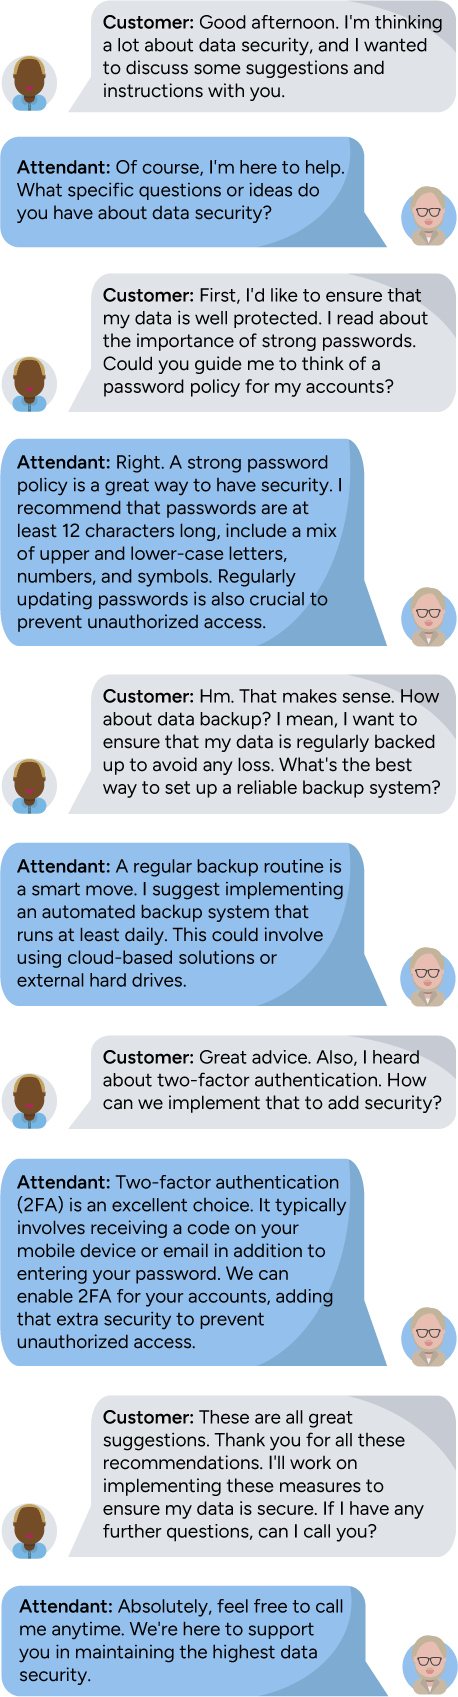 Customer: Good afternoon. I'm thinking
a lot about data security, and I wanted
to discuss some suggestions and
instructions with you.
Attendant: Of course, I'm here to help.
What specific questions or ideas do
you have about data security?
Customer: First, I'd like to ensure that
my data is well protected. I read about
the importance of strong passwords.
Could you guide me to think of a
password policy for my accounts?
Attendant: Right. A strong password
policy is a great way to have security. I
recommend that passwords are at
least 12 characters long, include a mix
of upper and lower-case letters,
numbers, and symbols. Regularly
updating passwords is also crucial to
prevent unauthorized access.
Customer: Hm. That makes sense. How
about data backup? I mean, I want to
ensure that my data is regularly backed
up to avoid any loss. What's the best
way to set up a reliable backup system?
Attendant: A regular backup routine is
a smart move. I suggest implementing
an automated backup system that
runs at least daily. This could involve
using cloud-based solutions or
external hard drives.
Customer: Great advice. Also, I heard
about two-factor authentication. How
can we implement that to add security?
Attendant: Two-factor authentication
(2FA) is an excellent choice. It typically
involves receiving a code on your
mobile device or email in addition to
entering your password. We can
enable 2FA for your accounts, adding
that extra security to prevent
unauthorized access.
Customer: These are all great
suggestions. Thank you for all these
recommendations. I'll work on
implementing these measures to
ensure my data is secure. If I have any
further questions, can I call you?
Attendant: Absolutely, feel free to call
me anytime. We're here to support
you in maintaining the highest data
security.